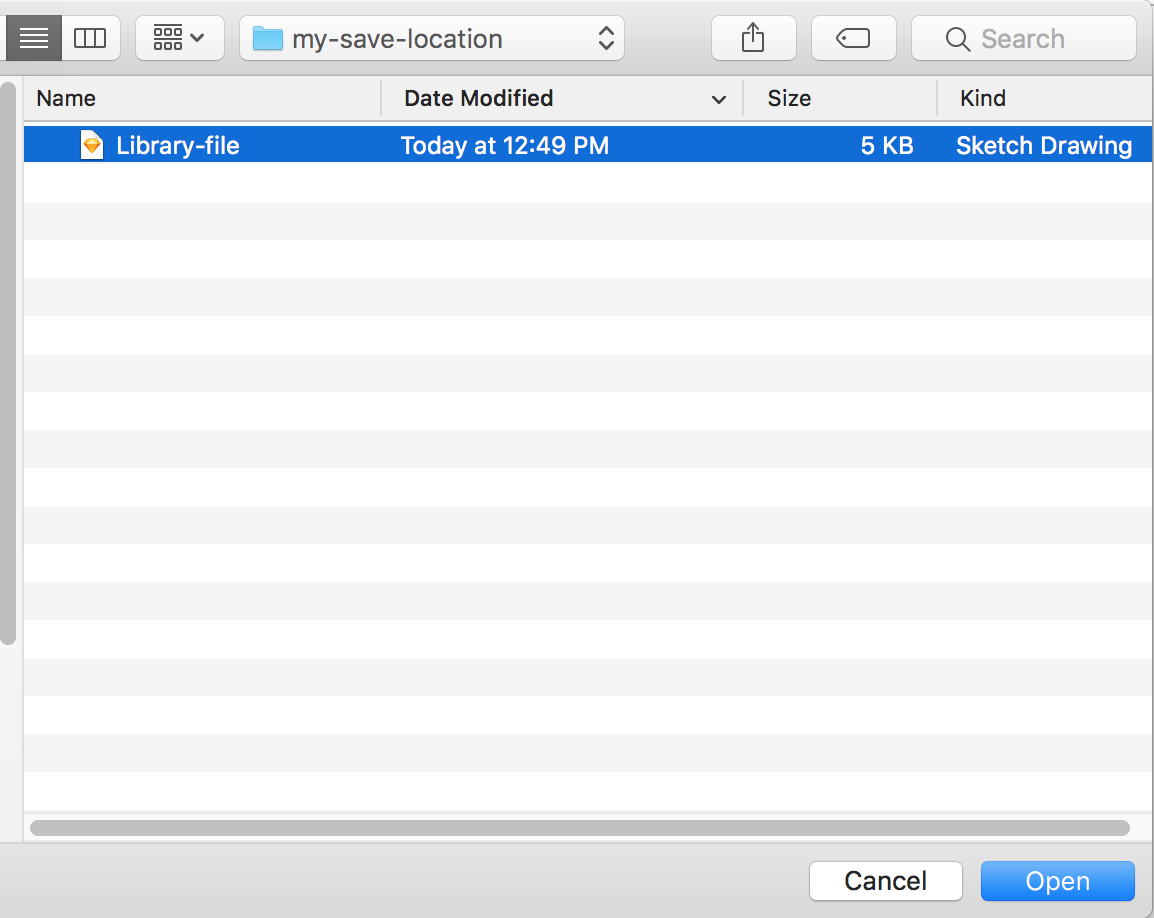 my-save-location Search
Name Date Modified Size Kind
Library-file Today at 12:49 PM 5 KB Sketch Drawing
Cancel Open